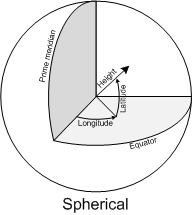 Prime meridian
Height
Latitude
Longitude
Equator
Spherical